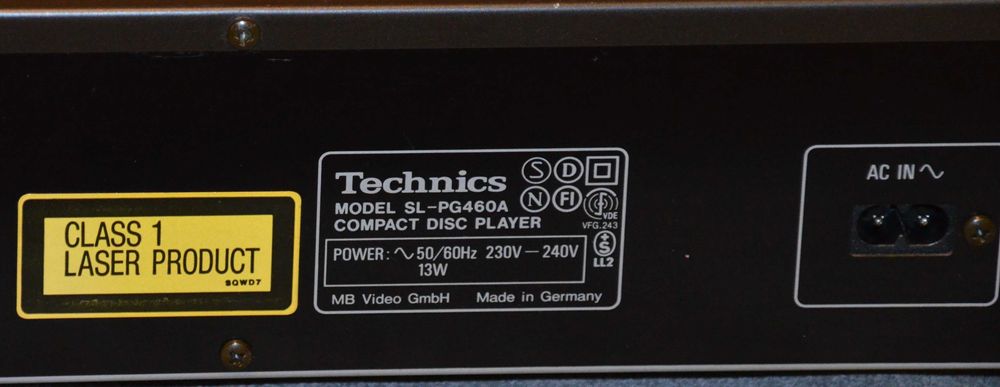 CLASS 1
LASER PRODUCT
SQWD7
Technics
MODEL SL-PG460A
COMPACT DISC PLAYER
S D
N FI
VDE
VFG.243
S
LL2
POWER: ∿ 50/60Hz 230V — 240V
13W
MB Video GmbH Made in Germany
AC IN ∿